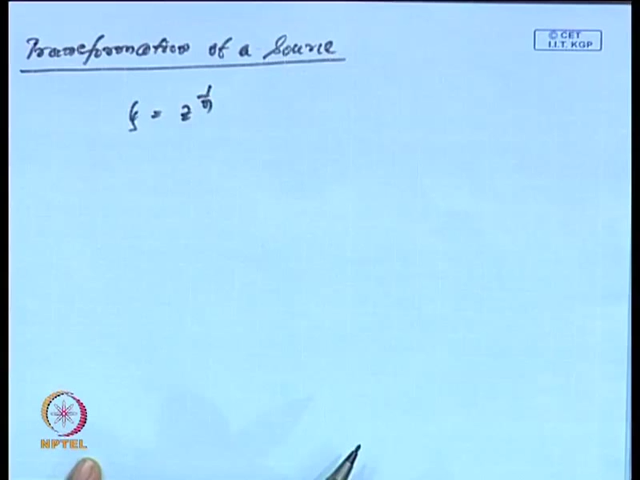 Transformation of a Source
© CET
I.I.T. KGP
ζ = z^{1/n}
NPTEL